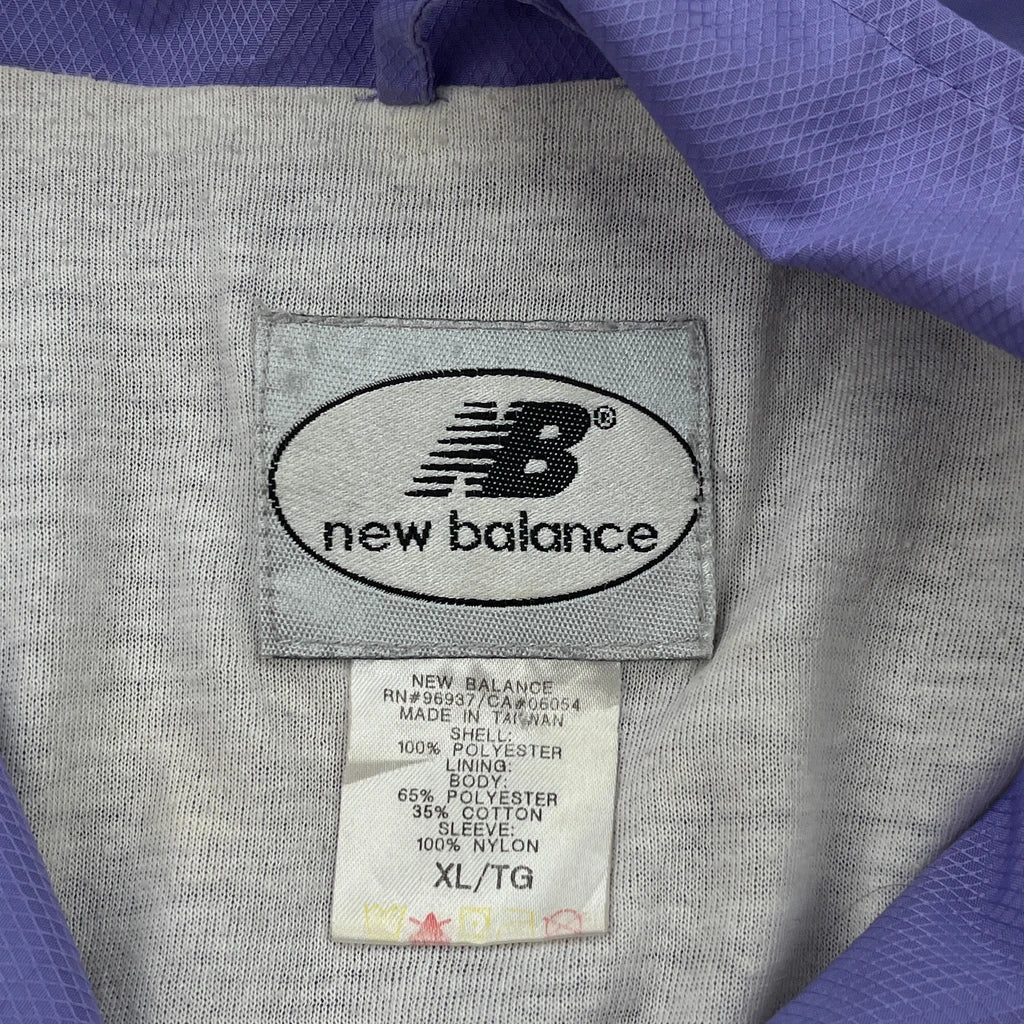 NB®
new balance
NEW BALANCE
RN#96937/CA#06054
MADE IN TAIWAN
SHELL:
100% POLYESTER
LINING:
BODY:
65% POLYESTER
35% COTTON
SLEEVE:
100% NYLON
XL/TG